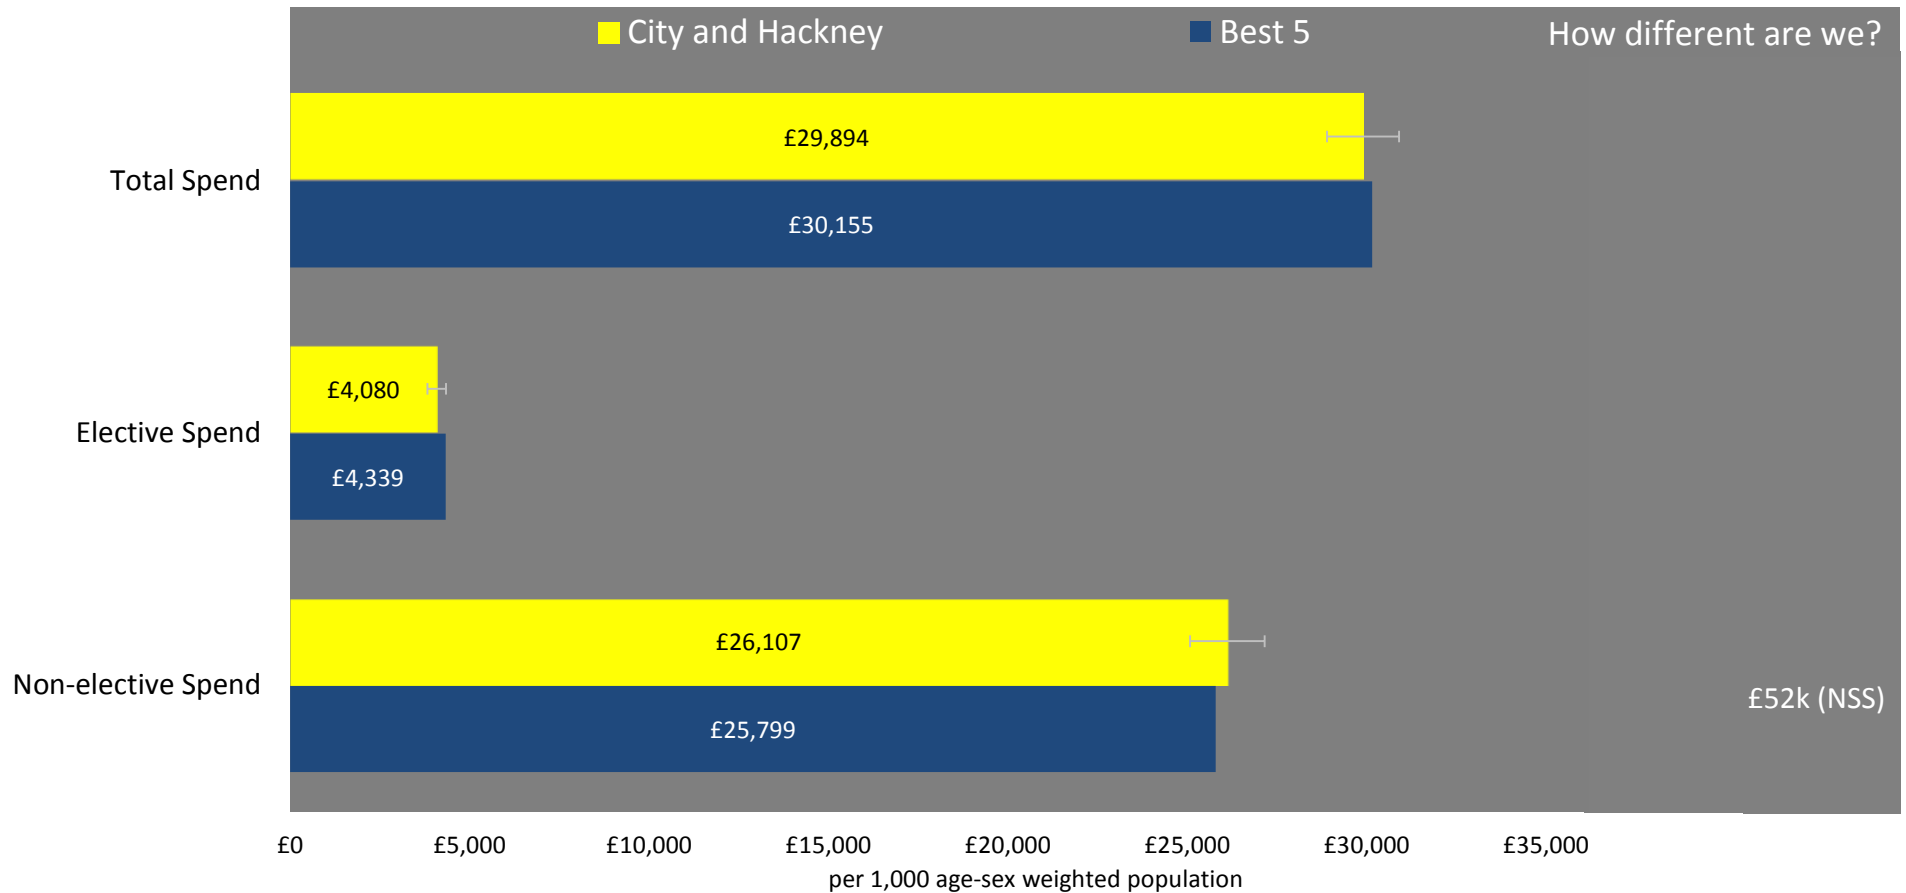 City and Hackney Best 5 How different are we?
£29,894
Total Spend
£30,155
£4,080
Elective Spend
£4,339
£26,107
Non-elective Spend
£52k (NSS)
£25,799
£0 £5,000 £10,000 £15,000 £20,000 £25,000 £30,000 £35,000
per 1,000 age-sex weighted population